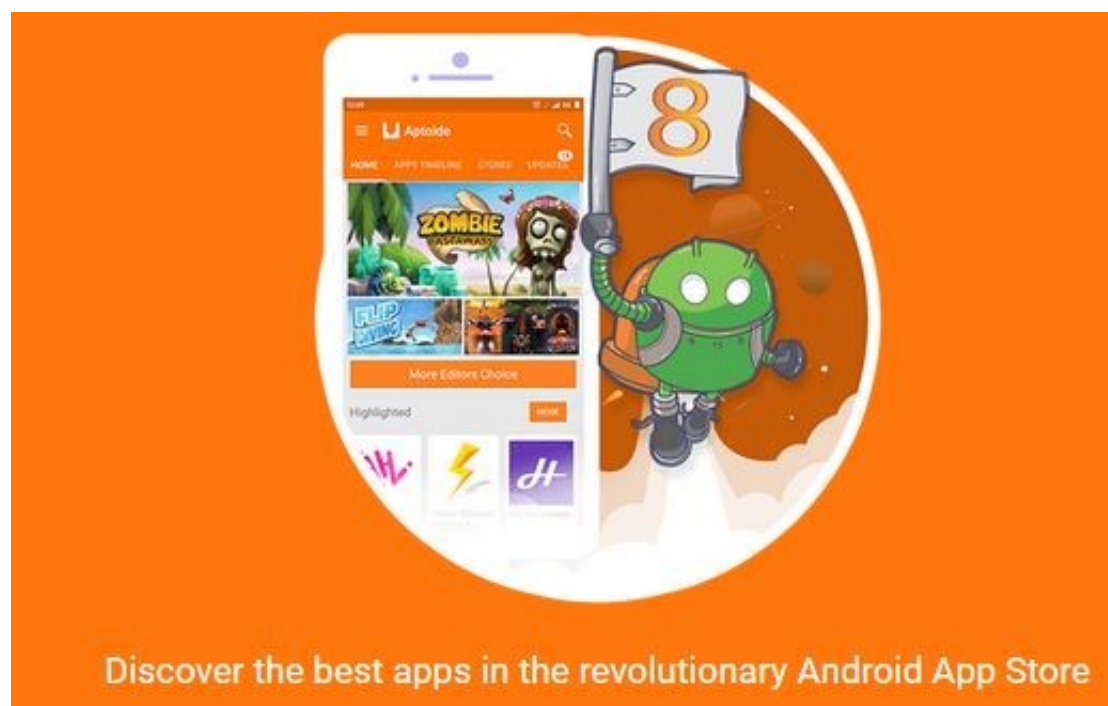 8
Aptoide
HOME APPS TIMELINE STORES UPDATES
ZOMBIE
CASTAWAYS
FLIP
DIVING
More Editors Choice
Highlighted
MORE
Discover the best apps in the revolutionary Android App Store